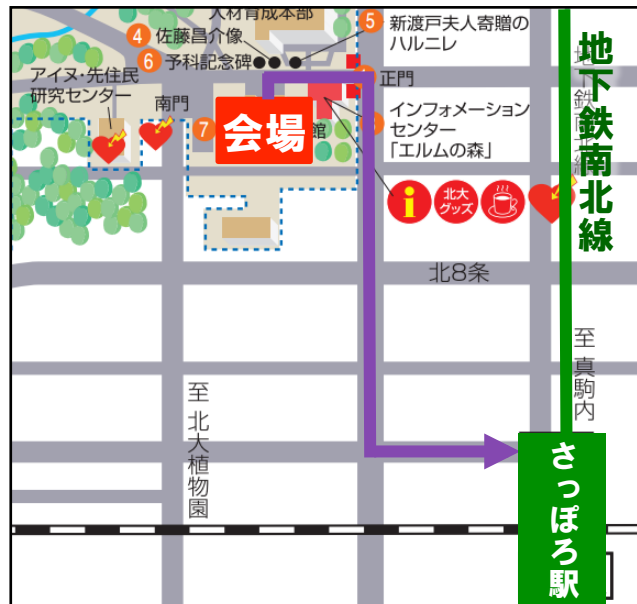 人材育成本部
4 佐藤昌介像
5 新渡戸夫人寄贈の
ハルニレ
6 予科記念碑
アイヌ・先住民
研究センター
南門
正門
7
会場
館
インフォメーション
センター
「エルムの森」
i
北大
グッズ
地下鉄南北線
北8条
至 真駒内
至 北大植物園
さっぽろ駅